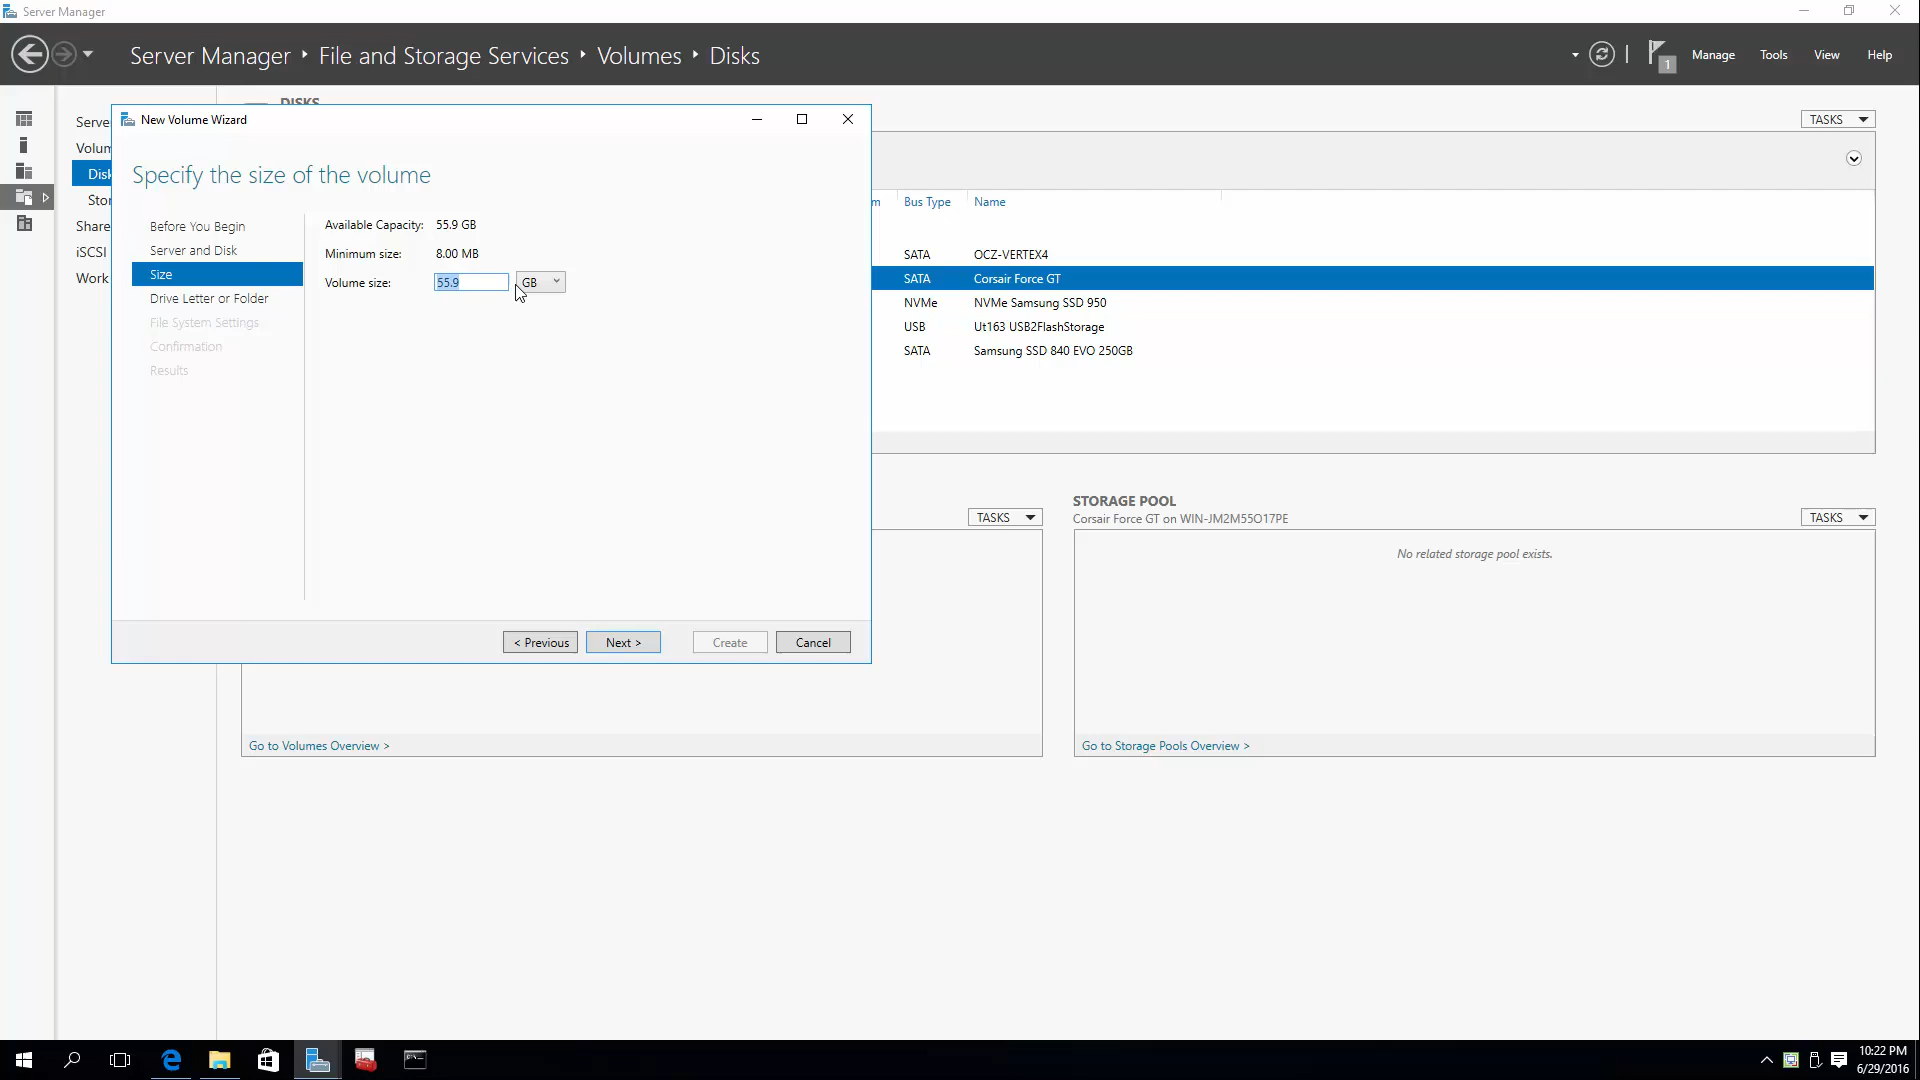 Server Manager
Server Manager ‣ File and Storage Services ‣ Volumes ‣ Disks
1
Manage
Tools
View
Help
DISKS
TASKS
Serve
Volum
Disk
Stor
Share
iSCSI
Work
New Volume Wizard
Specify the size of the volume
Before You Begin
Server and Disk
Size
Drive Letter or Folder
File System Settings
Confirmation
Results
Available Capacity: 55.9 GB
Minimum size: 8.00 MB
Volume size: 55.9 GB
< Previous
Next >
Create
Cancel
m Bus Type Name
SATA OCZ-VERTEX4
SATA Corsair Force GT
NVMe NVMe Samsung SSD 950
USB Ut163 USB2FlashStorage
SATA Samsung SSD 840 EVO 250GB
TASKS
Go to Volumes Overview >
STORAGE POOL
Corsair Force GT on WIN-JM2M55O17PE
TASKS
No related storage pool exists.
Go to Storage Pools Overview >
10:22 PM
6/29/2016